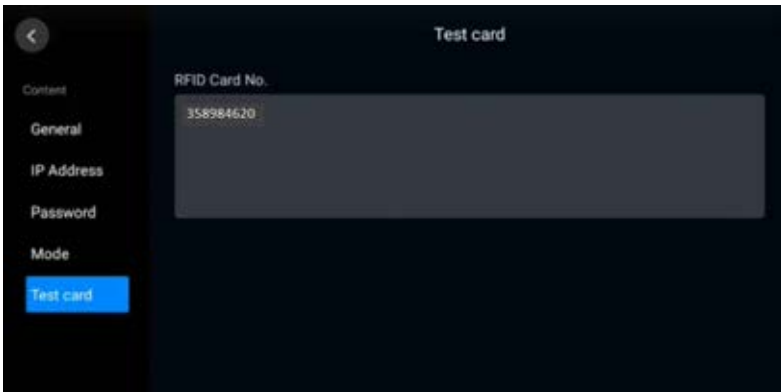 Test card
Content
General
IP Address
Password
Mode
Test card
RFID Card No.
358984620